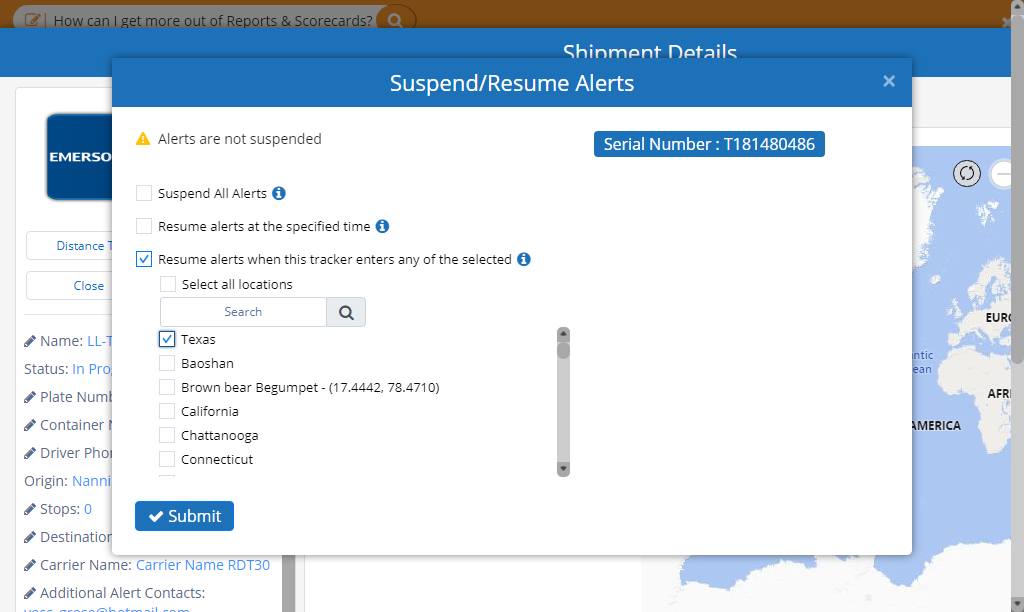 How can I get more out of Reports & Scorecards?
Shipment Details
Suspend/Resume Alerts
Alerts are not suspended
Serial Number : T181480486
EMERSO
Suspend All Alerts
Resume alerts at the specified time
Distance T
Resume alerts when this tracker enters any of the selected
Close
Select all locations
Search
Name: LL-T
Texas
Status: In Pro
Baoshan
Plate Numb
Brown bear Begumpet - (17.4442, 78.4710)
Container N
California
Driver Phon
Chattanooga
Origin: Nanni
Connecticut
Stops: 0
Submit
Destination
Carrier Name: Carrier Name RDT30
Additional Alert Contacts:
EURO
ntic
ean
AFRI
AMERICA